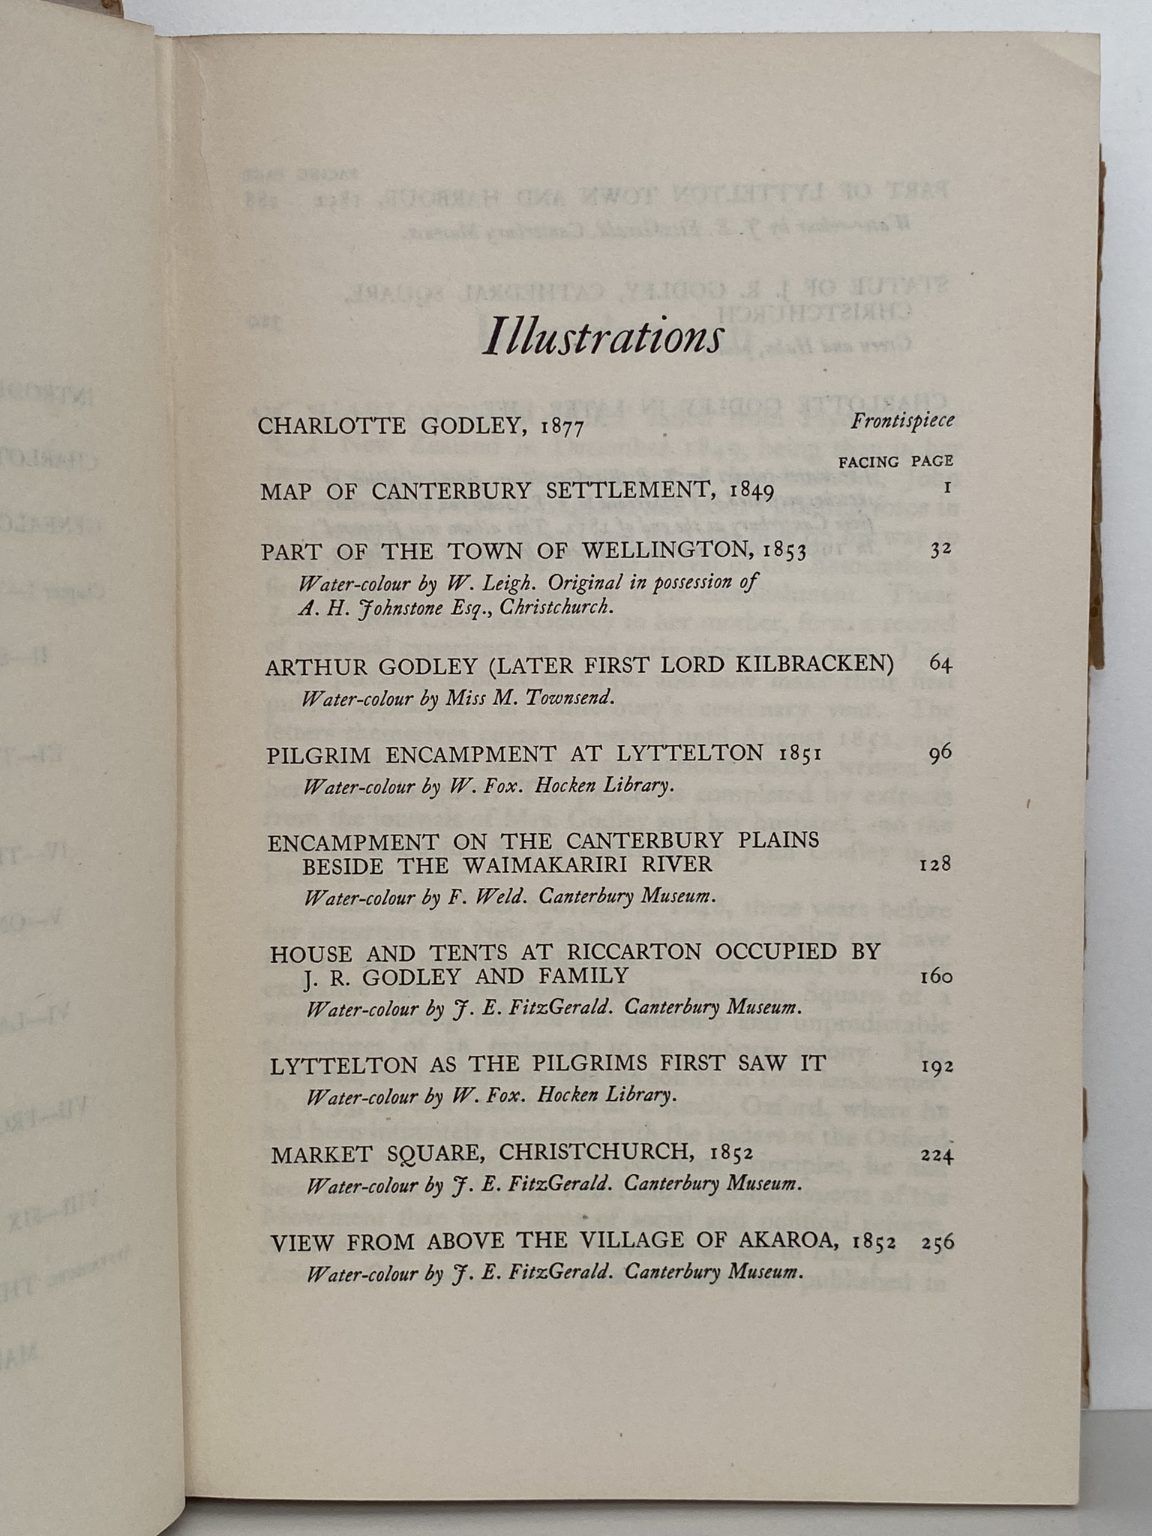 Illustrations
CHARLOTTE GODLEY, 1877 Frontispiece
FACING PAGE
MAP OF CANTERBURY SETTLEMENT, 1849 1
PART OF THE TOWN OF WELLINGTON, 1853 32
Water-colour by W. Leigh. Original in possession of
A. H. Johnstone Esq., Christchurch.
ARTHUR GODLEY (LATER FIRST LORD KILBRACKEN) 64
Water-colour by Miss M. Townsend.
PILGRIM ENCAMPMENT AT LYTTELTON 1851 96
Water-colour by W. Fox. Hocken Library.
ENCAMPMENT ON THE CANTERBURY PLAINS
BESIDE THE WAIMAKARIRI RIVER 128
Water-colour by F. Weld. Canterbury Museum.
HOUSE AND TENTS AT RICCARTON OCCUPIED BY
J. R. GODLEY AND FAMILY 160
Water-colour by J. E. FitzGerald. Canterbury Museum.
LYTTELTON AS THE PILGRIMS FIRST SAW IT 192
Water-colour by W. Fox. Hocken Library.
MARKET SQUARE, CHRISTCHURCH, 1852 224
Water-colour by J. E. FitzGerald. Canterbury Museum.
VIEW FROM ABOVE THE VILLAGE OF AKAROA, 1852 256
Water-colour by J. E. FitzGerald. Canterbury Museum.